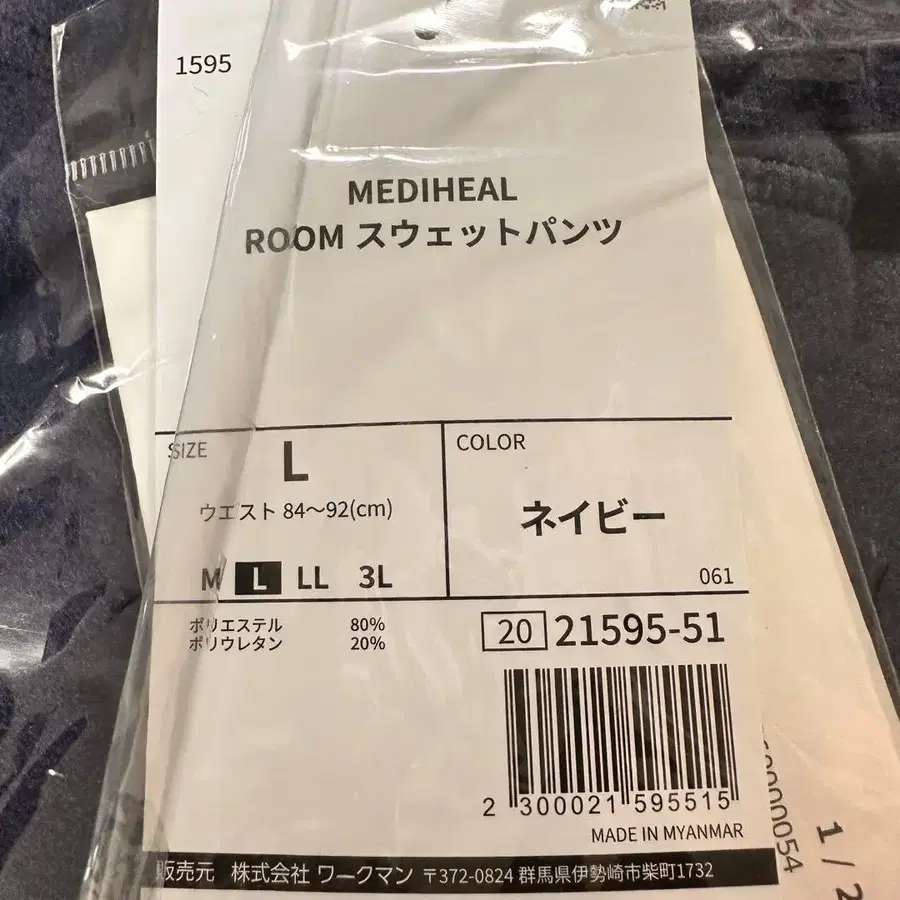 1595
MEDIHEAL
ROOM スウェットパンツ
SIZE
L
ウエスト 84〜92(cm)
M L LL 3L
COLOR
ネイビー
061
ポリエステル 80%
ポリウレタン 20%
20 21595-51
2 300021 595515
MADE IN MYANMAR
販売元 株式会社 ワークマン 〒372-0824 群馬県伊勢崎市柴町1732
1/2